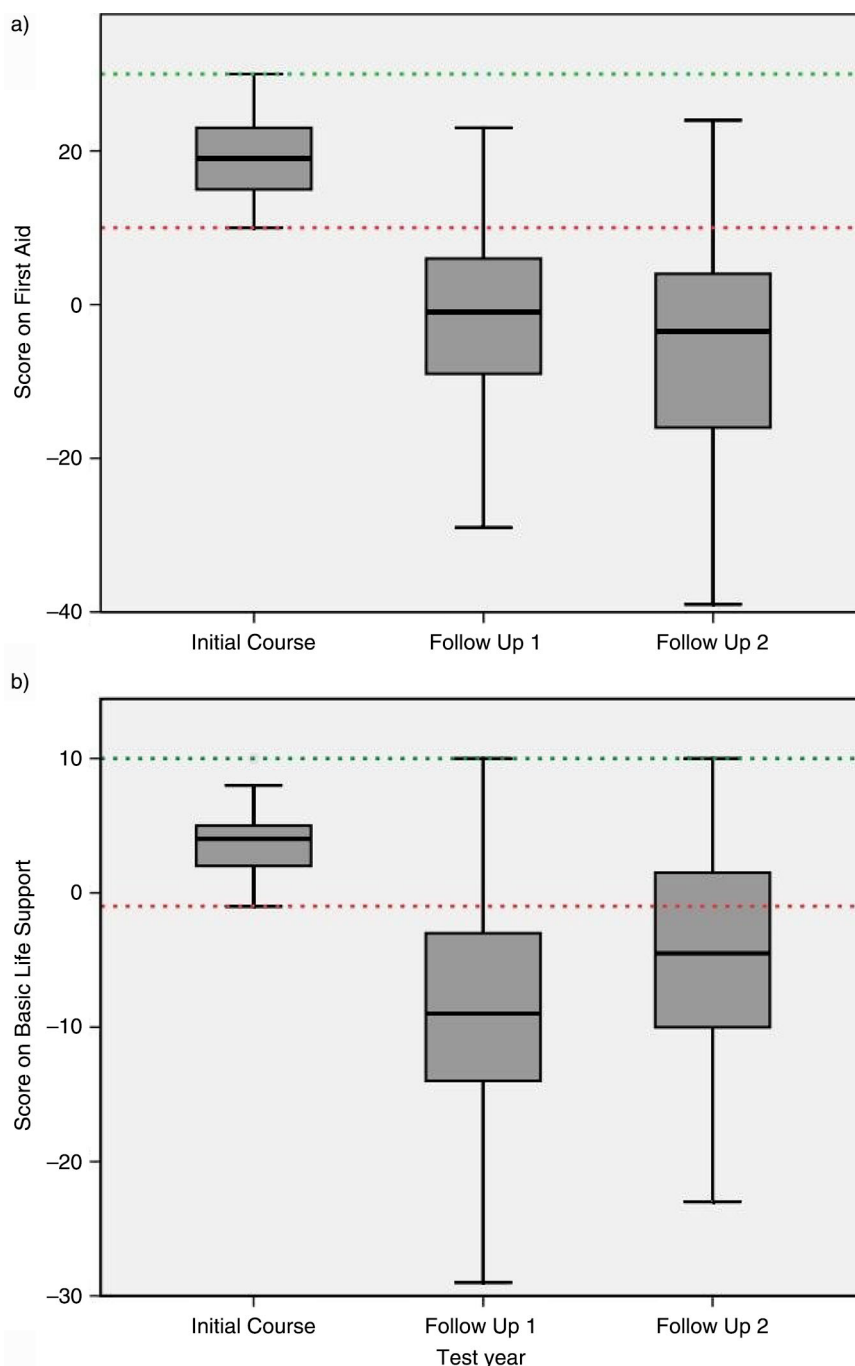 a)
Score on First Aid
20
0
–20
–40
Initial Course
Follow Up 1
Follow Up 2
b)
Score on Basic Life Support
10
0
–10
–20
–30
Initial Course
Follow Up 1
Follow Up 2
Test year